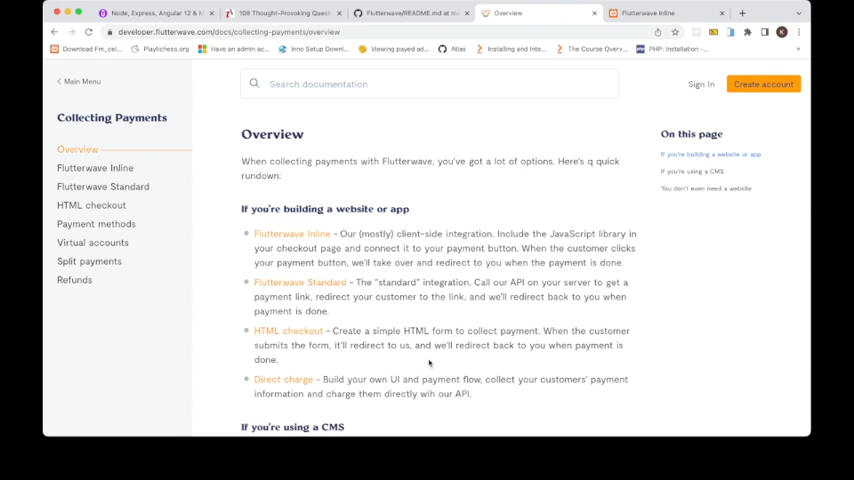 Node, Express, Angular 12 & M
108 Thought-Provoking Quest
Flutterwave/README.md at m
Overview
Flutterwave Inline
developer.flutterwave.com/docs/collecting-payments/overview
Download Fm_cel...
Playlichess.org
Have an admin sc...
Inno Setup Downl...
Viewing payed ad...
Atlas
Installing and Inte...
The Course Overv...
PHP: Installation -...
Main Menu
Search documentation
Sign In
Create account
Collecting Payments
Overview
Flutterwave Inline
Flutterwave Standard
HTML checkout
Payment methods
Virtual accounts
Split payments
Refunds
Overview
When collecting payments with Flutterwave, you've got a lot of options. Here's q quick
rundown:
If you're building a website or app
Flutterwave Inline - Our (mostly) client-side integration. Include the JavaScript library in
your checkout page and connect it to your payment button. When the customer clicks
your payment button, we'll take over and redirect to you when the payment is done.
Flutterwave Standard - The "standard" integration. Call our API on your server to get a
payment link, redirect your customer to the link, and we'll redirect back to you when
payment is done.
HTML checkout - Create a simple HTML form to collect payment. When the customer
submits the form, it'll redirect to us, and we'll redirect back to you when payment is
done.
Direct charge - Build your own UI and payment flow, collect your customers' payment
information and charge them directly wih our API.
If you're using a CMS
On this page
If you're building a website or app
If you're using a CMS
You don't even need a website